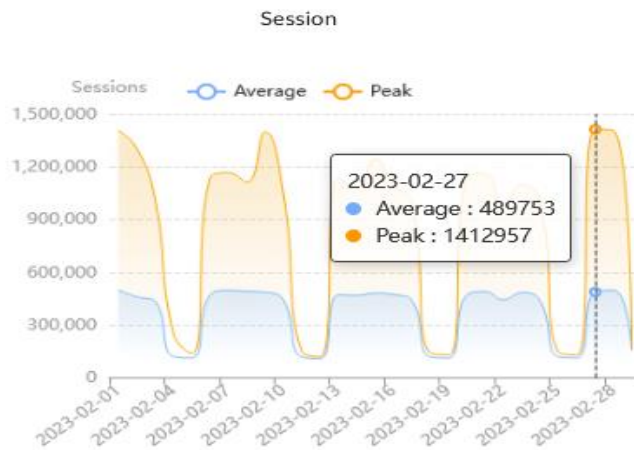 Session
Sessions Average Peak
1,500,000
1,200,000
900,000
600,000
300,000
0
2023-02-27
Average : 489753
Peak : 1412957
2023-02-01 2023-02-04 2023-02-07 2023-02-10 2023-02-13 2023-02-16 2023-02-19 2023-02-22 2023-02-25 2023-02-28